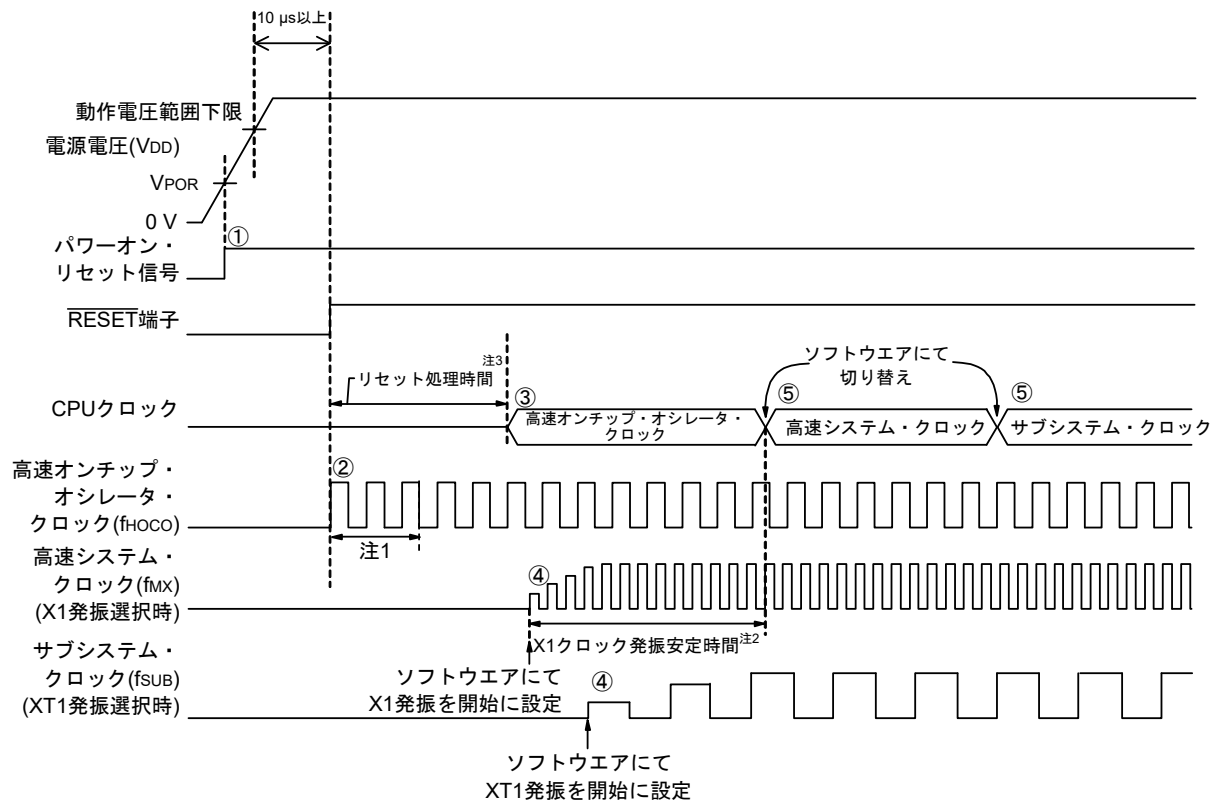 10 µs以上
動作電圧範囲下限
電源電圧(VDD)
VPOR
0 V
パワーオン・
リセット信号
①
RESET端子
リセット処理時間注3
ソフトウエアにて
切り替え
CPUクロック
③
高速オンチップ・オシレータ・
クロック
⑤
高速システム・クロック
⑤
サブシステム・クロック
高速オンチップ・
オシレータ・
クロック(fHOCO)
②
注1
高速システム・
クロック(fMX)
(X1発振選択時)
④
X1クロック発振安定時間注2
ソフトウエアにて
X1発振を開始に設定
サブシステム・
クロック(fSUB)
(XT1発振選択時)
④
ソフトウエアにて
XT1発振を開始に設定